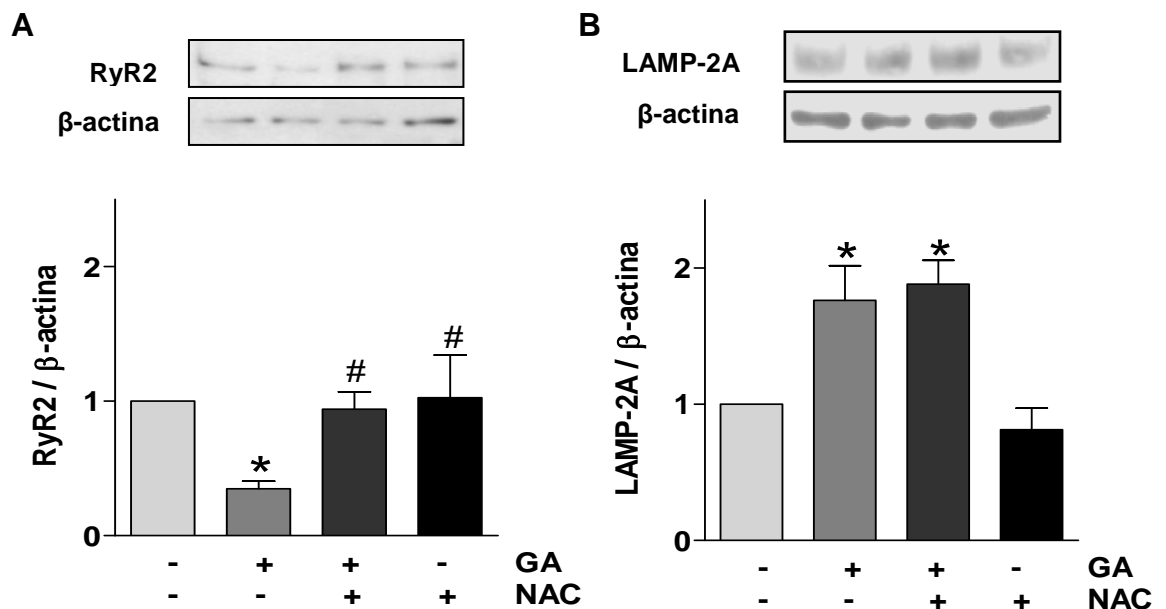 A
RyR2
β-actina
RyR2 / β-actina
2
1
0
*
#
#
- + + - GA
- - + + NAC
B
LAMP-2A
β-actina
LAMP-2A / β-actina
2
1
0
*
*
- + + - GA
- - + + NAC